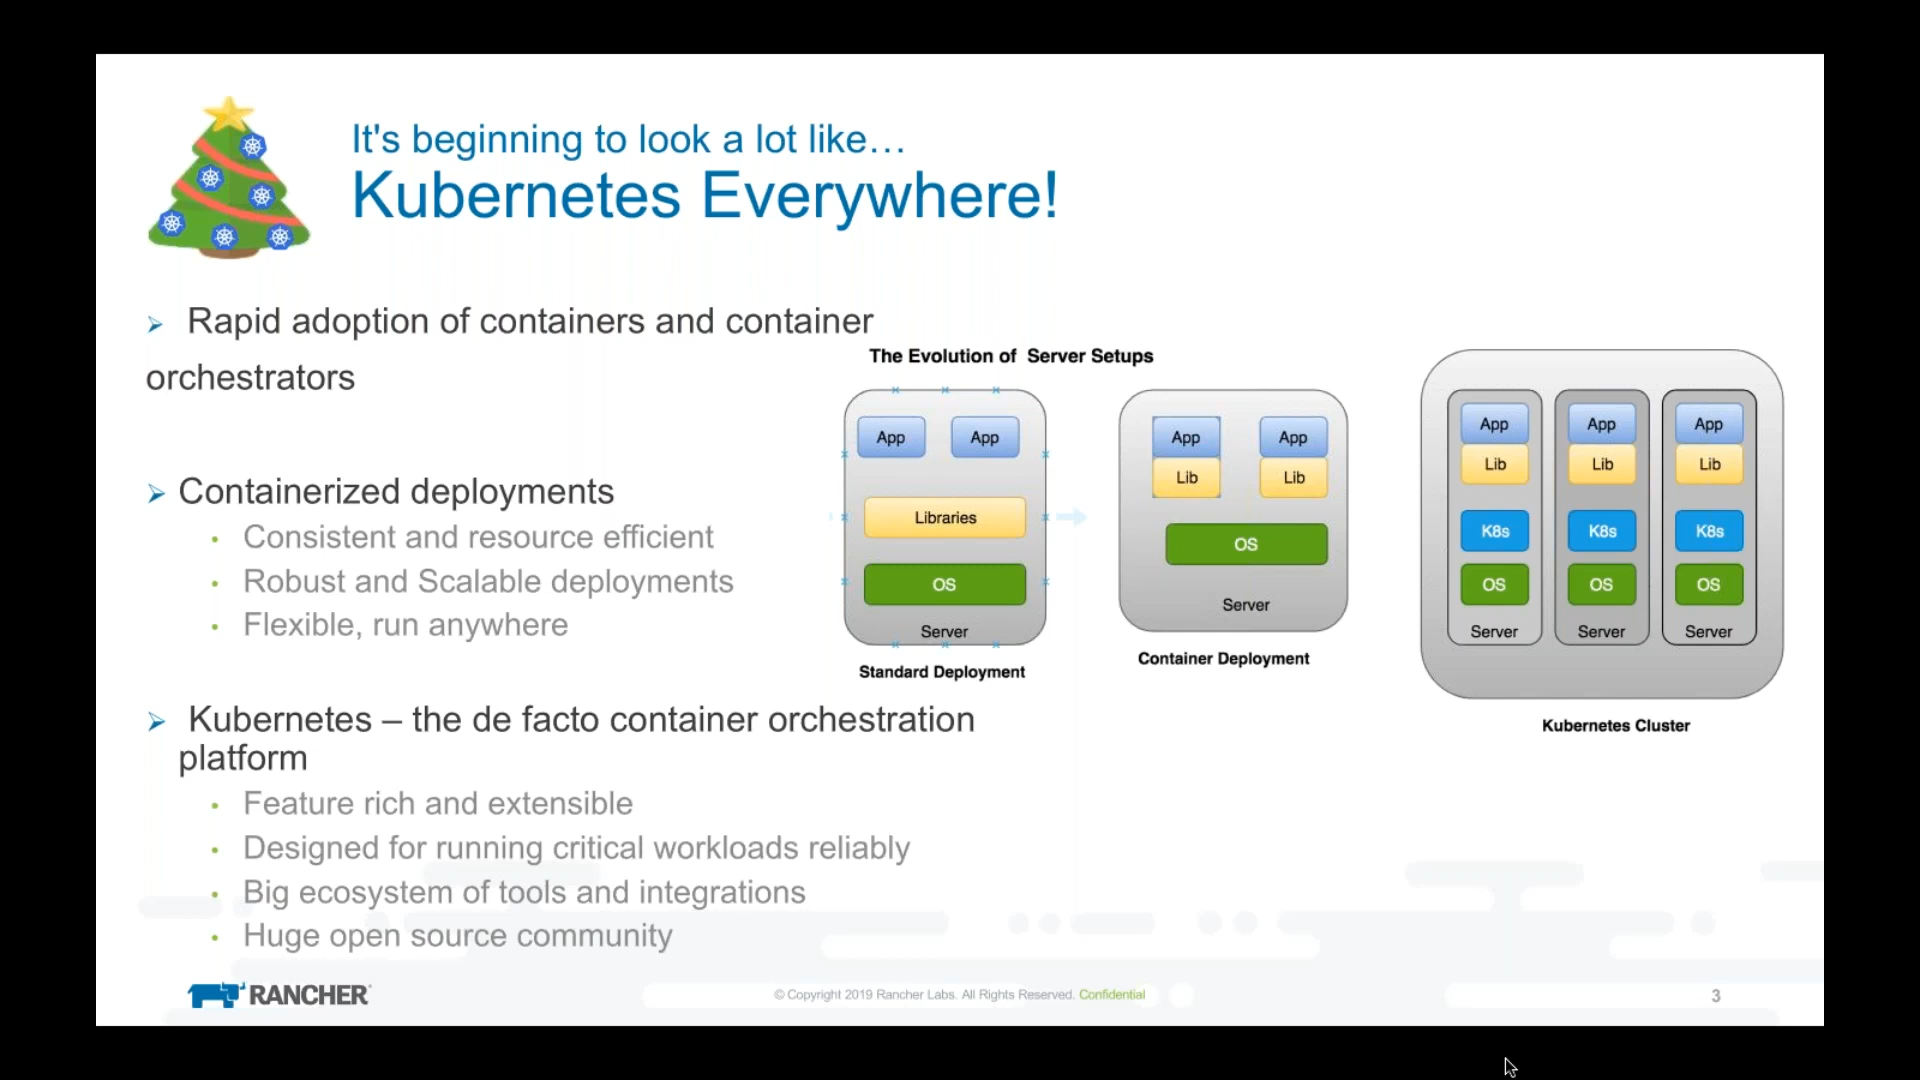 It's beginning to look a lot like…
Kubernetes Everywhere!
Rapid adoption of containers and container
orchestrators
Containerized deployments
Consistent and resource efficient
Robust and Scalable deployments
Flexible, run anywhere
Kubernetes – the de facto container orchestration
platform
Feature rich and extensible
Designed for running critical workloads reliably
Big ecosystem of tools and integrations
Huge open source community
The Evolution of Server Setups
App App
Libraries
OS
Server
Standard Deployment
App App
Lib Lib
OS
Server
Container Deployment
App App App
Lib Lib Lib
K8s K8s K8s
OS OS OS
Server Server Server
Kubernetes Cluster
RANCHER
© Copyright 2019 Rancher Labs. All Rights Reserved. Confidential
3